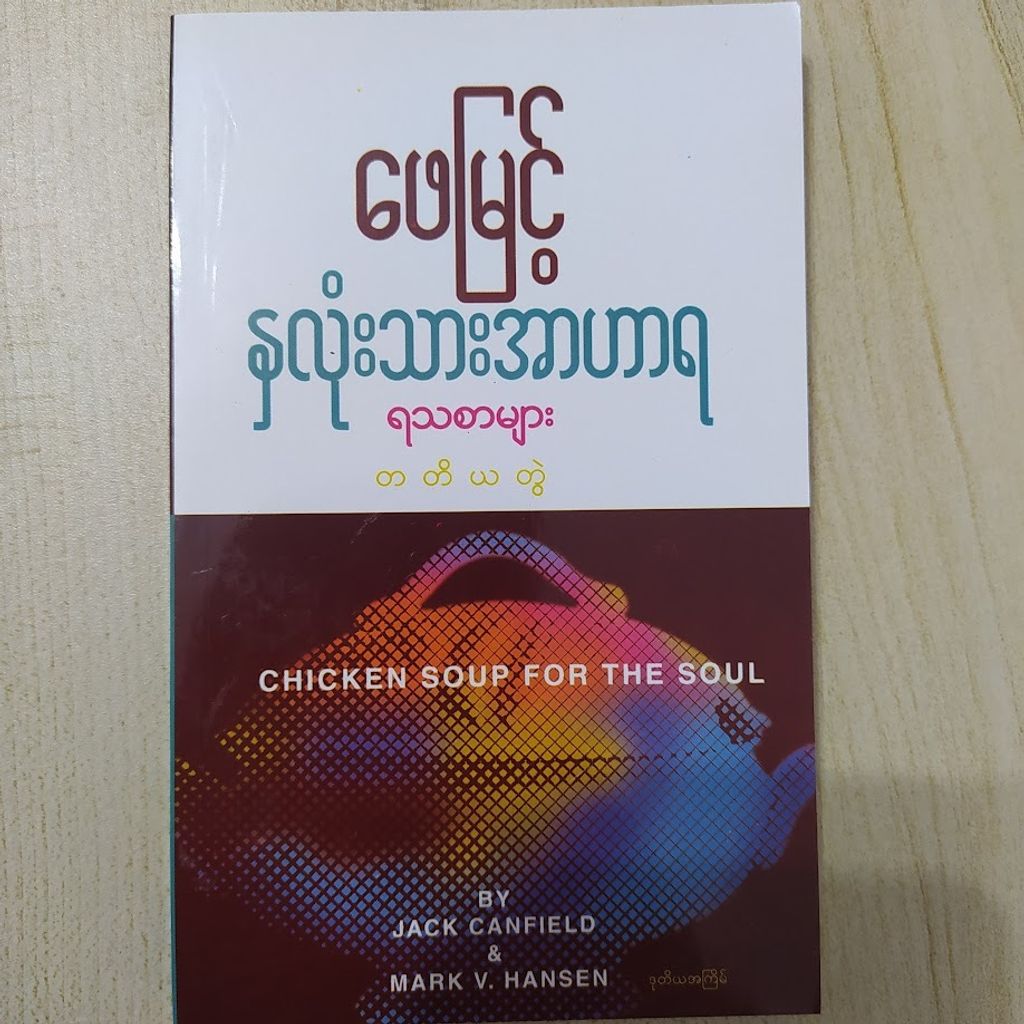 ဖေမြင့်
နှလုံးသားအာဟာရ
ရသစာများ
တ တိ ယ တွဲ
CHICKEN SOUP FOR THE SOUL
BY
JACK CANFIELD
&
MARK V. HANSEN
ဒုတိယအကြိမ်